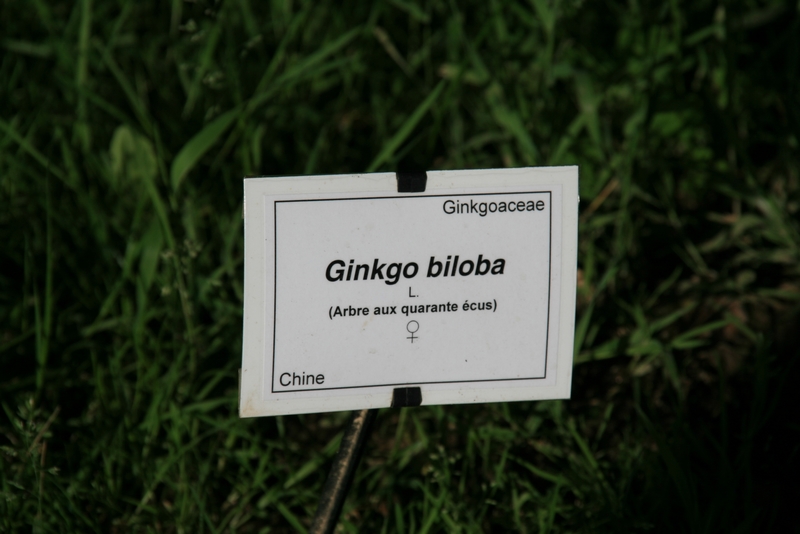 Ginkgoaceae
Ginkgo biloba
L.
(Arbre aux quarante écus)
♀
Chine